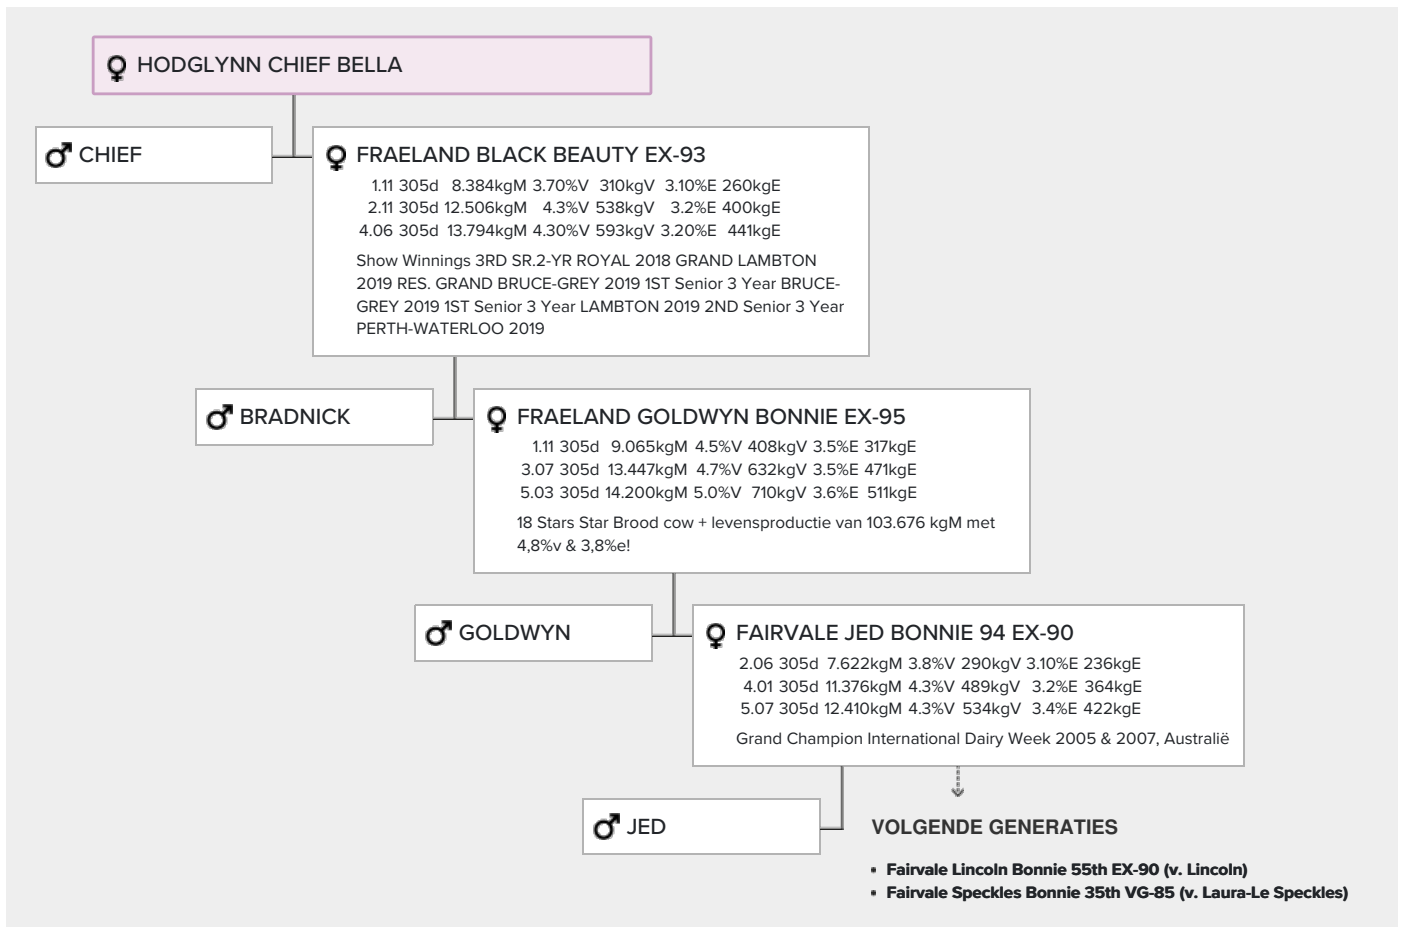 HODGLYNN CHIEF BELLA
CHIEF
FRAELAND BLACK BEAUTY EX-93
1.11 305d 8.384kgM 3.70%V 310kgV 3.10%E 260kgE
2.11 305d 12.506kgM 4.3%V 538kgV 3.2%E 400kgE
4.06 305d 13.794kgM 4.30%V 593kgV 3.20%E 441kgE
Show Winnings 3RD SR.2-YR ROYAL 2018 GRAND LAMBTON
2019 RES. GRAND BRUCE-GREY 2019 1ST Senior 3 Year BRUCE-
GREY 2019 1ST Senior 3 Year LAMBTON 2019 2ND Senior 3 Year
PERTH-WATERLOO 2019
BRADNICK
FRAELAND GOLDWYN BONNIE EX-95
1.11 305d 9.065kgM 4.5%V 408kgV 3.5%E 317kgE
3.07 305d 13.447kgM 4.7%V 632kgV 3.5%E 471kgE
5.03 305d 14.200kgM 5.0%V 710kgV 3.6%E 511kgE
18 Stars Star Brood cow + levensproductie van 103.676 kgM met
4,8%v & 3,8%e!
GOLDWYN
FAIRVALE JED BONNIE 94 EX-90
2.06 305d 7.622kgM 3.8%V 290kgV 3.10%E 236kgE
4.01 305d 11.376kgM 4.3%V 489kgV 3.2%E 364kgE
5.07 305d 12.410kgM 4.3%V 534kgV 3.4%E 422kgE
Grand Champion International Dairy Week 2005 & 2007, Australië
JED
VOLGENDE GENERATIES
• Fairvale Lincoln Bonnie 55th EX-90 (v. Lincoln)
• Fairvale Speckles Bonnie 35th VG-85 (v. Laura-Le Speckles)